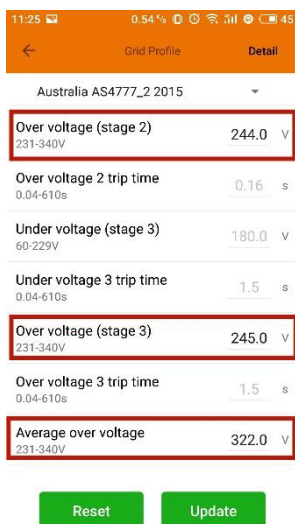 11:25 0.54 ᴷ/s 45
Grid Profile Detail
Australia AS4777_2 2015
Over voltage (stage 2) 244.0 V
231-340V
Over voltage 2 trip time 0.16 s
0.04-610s
Under voltage (stage 3) 180.0 V
60-229V
Under voltage 3 trip time 1.5 s
0.04-610s
Over voltage (stage 3) 245.0 V
231-340V
Over voltage 3 trip time 1.5 s
0.04-610s
Average over voltage 322.0 V
231-340V
Reset Update